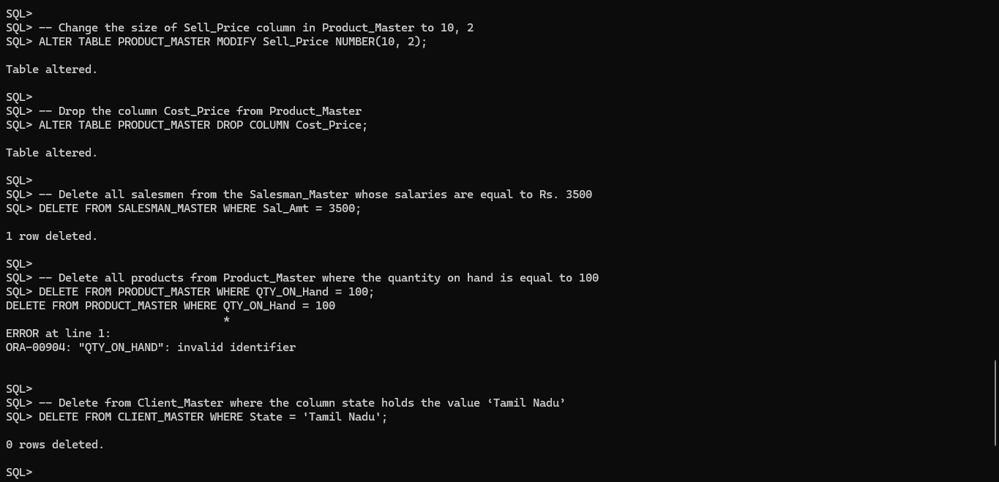 SQL>
SQL> -- Change the size of Sell_Price column in Product_Master to 10, 2
SQL> ALTER TABLE PRODUCT_MASTER MODIFY Sell_Price NUMBER(10, 2);
Table altered.
SQL>
SQL> -- Drop the column Cost_Price from Product_Master
SQL> ALTER TABLE PRODUCT_MASTER DROP COLUMN Cost_Price;
Table altered.
SQL>
SQL> -- Delete all salesmen from the Salesman_Master whose salaries are equal to Rs. 3500
SQL> DELETE FROM SALESMAN_MASTER WHERE Sal_Amt = 3500;
1 row deleted.
SQL>
SQL> -- Delete all products from Product_Master where the quantity on hand is equal to 100
SQL> DELETE FROM PRODUCT_MASTER WHERE QTY_ON_Hand = 100;
DELETE FROM PRODUCT_MASTER WHERE QTY_ON_Hand = 100
*
ERROR at line 1:
ORA-00904: "QTY_ON_HAND": invalid identifier
SQL>
SQL> -- Delete from Client_Master where the column state holds the value ‘Tamil Nadu’
SQL> DELETE FROM CLIENT_MASTER WHERE State = 'Tamil Nadu';
0 rows deleted.
SQL>